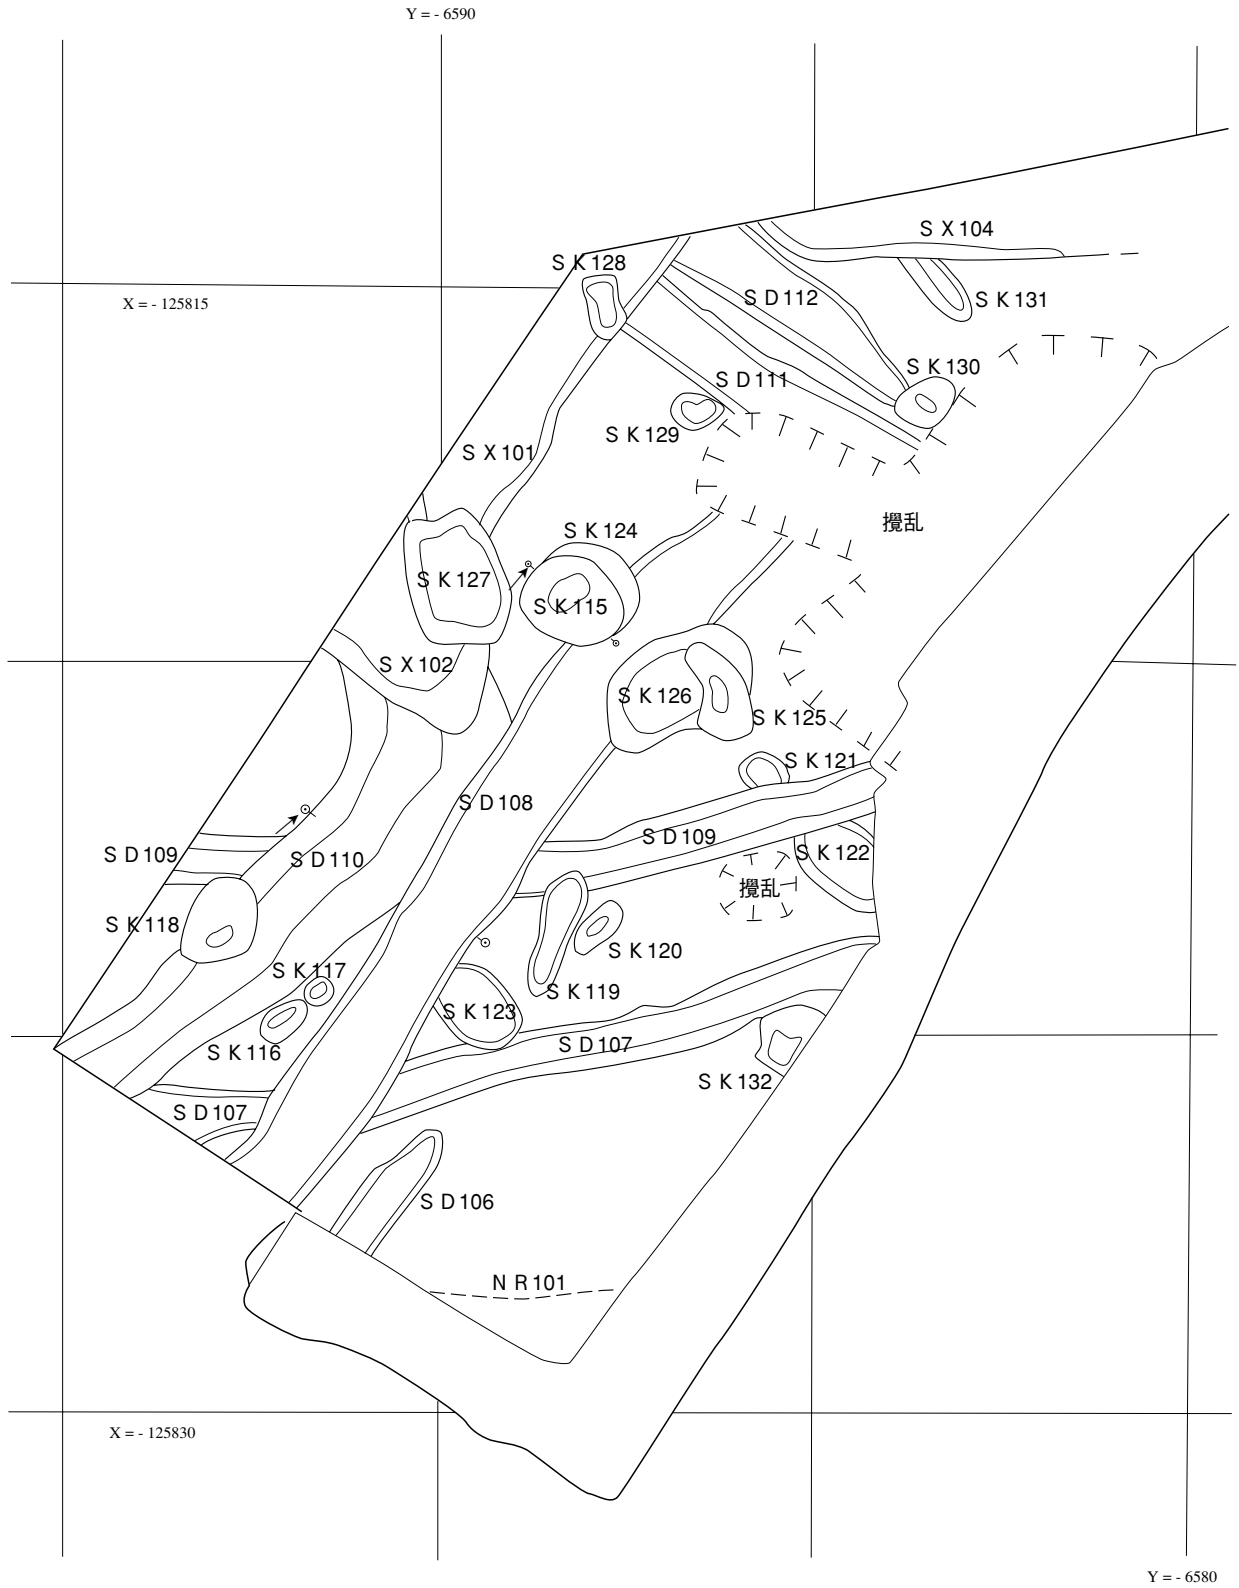 Y = - 6590
S X 104
S K 128
S D 112
S K 131
X = - 125815
S K 130
S D 111
S K 129
S X 101
攪乱
S K 124
S K 127
S K 115
S X 102
S K 126
S K 125
S K 121
S D 108
S D 109
S K 122
S D 109
S D 110
攪乱
S K 118
S K 120
S K 117
S K 119
S K 123
S K 116
S D 107
S K 132
S D 107
S D 106
N R 101
X = - 125830
Y = - 6580